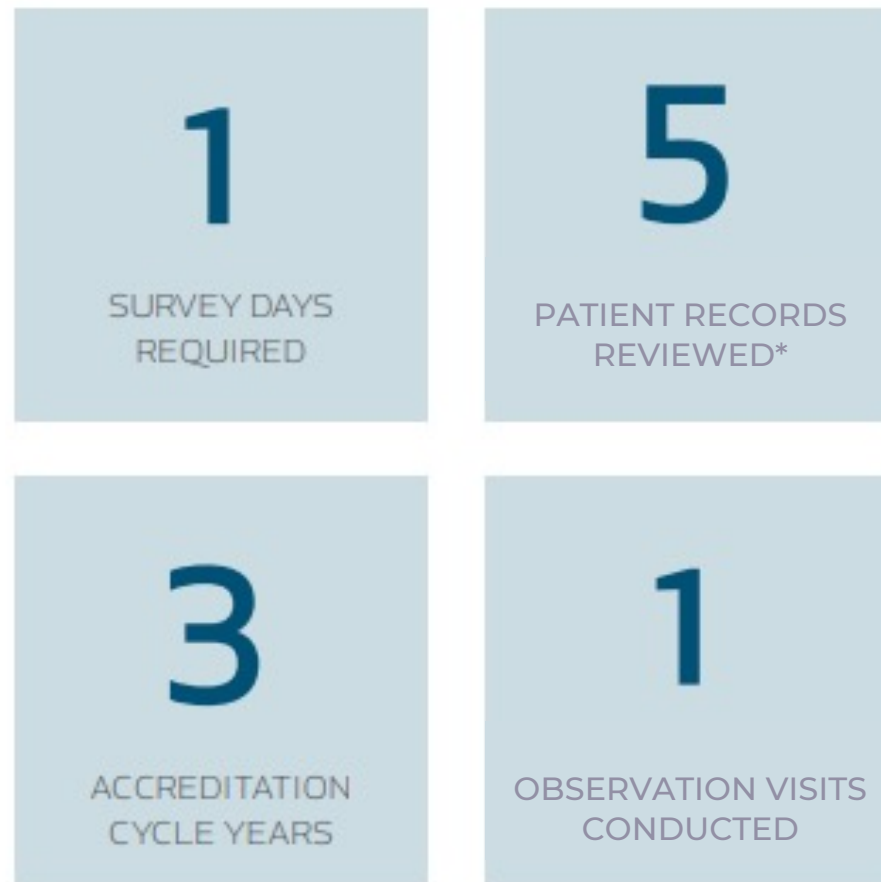 1
SURVEY DAYS
REQUIRED
5
PATIENT RECORDS
REVIEWED*
3
ACCREDITATION
CYCLE YEARS
1
OBSERVATION VISITS
CONDUCTED